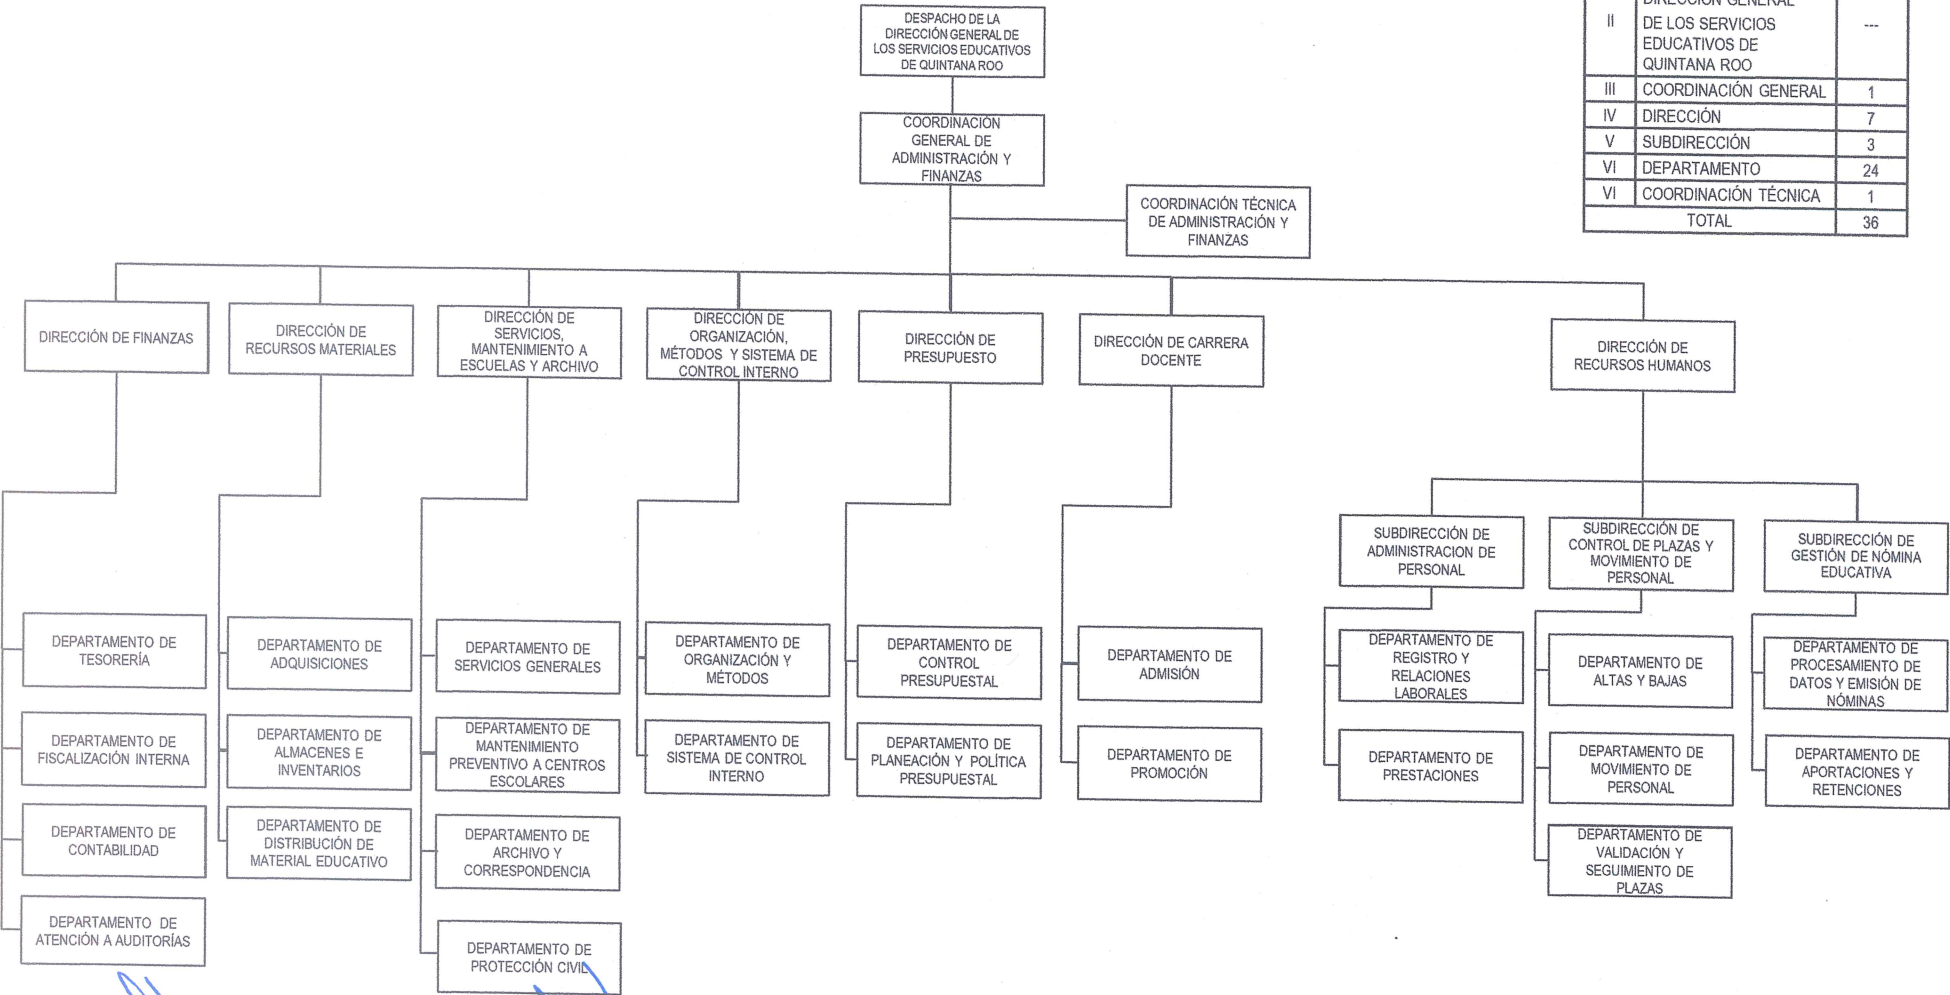 DESPACHO DE LA
DIRECCIÓN GENERAL DE
LOS SERVICIOS EDUCATIVOS
DE QUINTANA ROO
COORDINACIÓN
GENERAL DE
ADMINISTRACIÓN Y
FINANZAS
COORDINACIÓN TÉCNICA
DE ADMINISTRACIÓN Y
FINANZAS
II DIRECCIÓN GENERAL
DE LOS SERVICIOS
EDUCATIVOS DE
QUINTANA ROO ---
III COORDINACIÓN GENERAL 1
IV DIRECCIÓN 7
V SUBDIRECCIÓN 3
VI DEPARTAMENTO 24
VI COORDINACIÓN TÉCNICA 1
TOTAL 36
DIRECCIÓN DE FINANZAS
DIRECCIÓN DE
RECURSOS MATERIALES
DIRECCIÓN DE
SERVICIOS,
MANTENIMIENTO A
ESCUELAS Y ARCHIVO
DIRECCIÓN DE
ORGANIZACIÓN,
MÉTODOS Y SISTEMA DE
CONTROL INTERNO
DIRECCIÓN DE
PRESUPUESTO
DIRECCIÓN DE CARRERA
DOCENTE
DIRECCIÓN DE
RECURSOS HUMANOS
SUBDIRECCIÓN DE
ADMINISTRACION DE
PERSONAL
SUBDIRECCIÓN DE
CONTROL DE PLAZAS Y
MOVIMIENTO DE
PERSONAL
SUBDIRECCIÓN DE
GESTIÓN DE NÓMINA
EDUCATIVA
DEPARTAMENTO DE
TESORERÍA
DEPARTAMENTO DE
FISCALIZACIÓN INTERNA
DEPARTAMENTO DE
CONTABILIDAD
DEPARTAMENTO DE
ATENCIÓN A AUDITORÍAS
DEPARTAMENTO DE
ADQUISICIONES
DEPARTAMENTO DE
ALMACENES E
INVENTARIOS
DEPARTAMENTO DE
DISTRIBUCIÓN DE
MATERIAL EDUCATIVO
DEPARTAMENTO DE
SERVICIOS GENERALES
DEPARTAMENTO DE
MANTENIMIENTO
PREVENTIVO A CENTROS
ESCOLARES
DEPARTAMENTO DE
ARCHIVO Y
CORRESPONDENCIA
DEPARTAMENTO DE
PROTECCIÓN CIVIL
DEPARTAMENTO DE
ORGANIZACIÓN Y
MÉTODOS
DEPARTAMENTO DE
SISTEMA DE CONTROL
INTERNO
DEPARTAMENTO DE
CONTROL
PRESUPUESTAL
DEPARTAMENTO DE
PLANEACIÓN Y POLÍTICA
PRESUPUESTAL
DEPARTAMENTO DE
ADMISIÓN
DEPARTAMENTO DE
PROMOCIÓN
DEPARTAMENTO DE
REGISTRO Y
RELACIONES
LABORALES
DEPARTAMENTO DE
PRESTACIONES
DEPARTAMENTO DE
ALTAS Y BAJAS
DEPARTAMENTO DE
MOVIMIENTO DE
PERSONAL
DEPARTAMENTO DE
VALIDACIÓN Y
SEGUIMIENTO DE
PLAZAS
DEPARTAMENTO DE
PROCESAMIENTO DE
DATOS Y EMISIÓN DE
NÓMINAS
DEPARTAMENTO DE
APORTACIONES Y
RETENCIONES